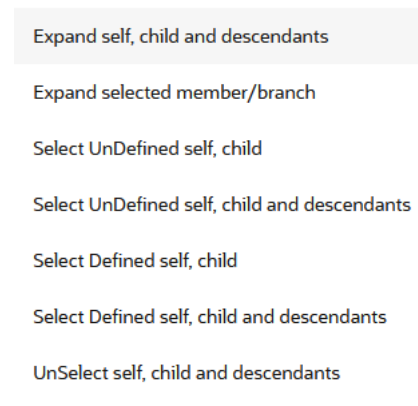 Expand self, child and descendants
Expand selected member/branch
Select UnDefined self, child
Select UnDefined self, child and descendants
Select Defined self, child
Select Defined self, child and descendants
UnSelect self, child and descendants